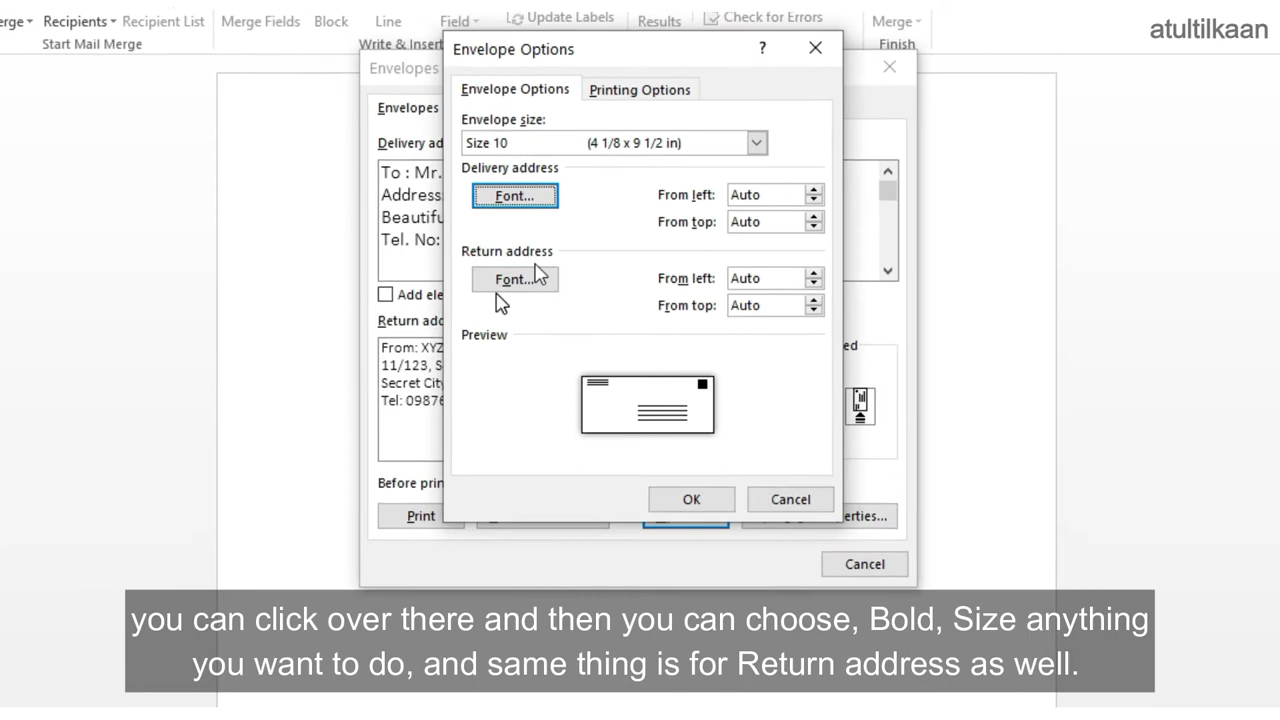 erge Recipients Recipient List Merge Fields Block Line Field Update Labels Results Check for Errors Merge
Start Mail Merge Write & Insert Finish
atultilkaan
Envelopes
Envelope Options ?
Envelopes
Envelope Options Printing Options
Envelope size:
Size 10 (4 1/8 x 9 1/2 in)
Delivery ad
Delivery address
To : Mr.
Address
Beautifu
Tel. No:
Font... From left: Auto
From top: Auto
Return address
Font... From left: Auto
From top: Auto
Add ele
Return add
From: XYZ
11/123, S
Secret City
Tel: 09876
Preview
ed
Before prin
OK Cancel
Print erties...
Cancel
you can click over there and then you can choose, Bold, Size anything
you want to do, and same thing is for Return address as well.